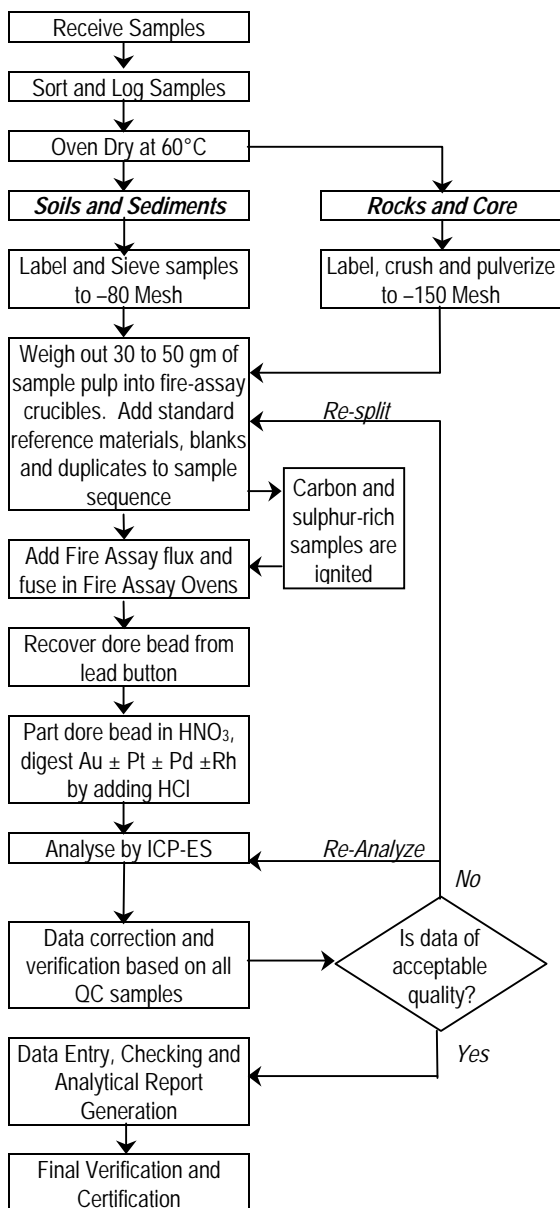 Receive Samples
Sort and Log Samples
Oven Dry at 60°C
Soils and Sediments
Rocks and Core
Label and Sieve samples
to –80 Mesh
Label, crush and pulverize
to –150 Mesh
Weigh out 30 to 50 gm of
sample pulp into fire-assay
crucibles. Add standard
reference materials, blanks
and duplicates to sample
sequence
Re-split
Carbon and
sulphur-rich
samples are
ignited
Add Fire Assay flux and
fuse in Fire Assay Ovens
Recover dore bead from
lead button
Part dore bead in HNO₃,
digest Au ± Pt ± Pd ±Rh
by adding HCl
Analyse by ICP-ES
Re-Analyze
No
Data correction and
verification based on all
QC samples
Is data of
acceptable
quality?
Yes
Data Entry, Checking and
Analytical Report
Generation
Final Verification and
Certification